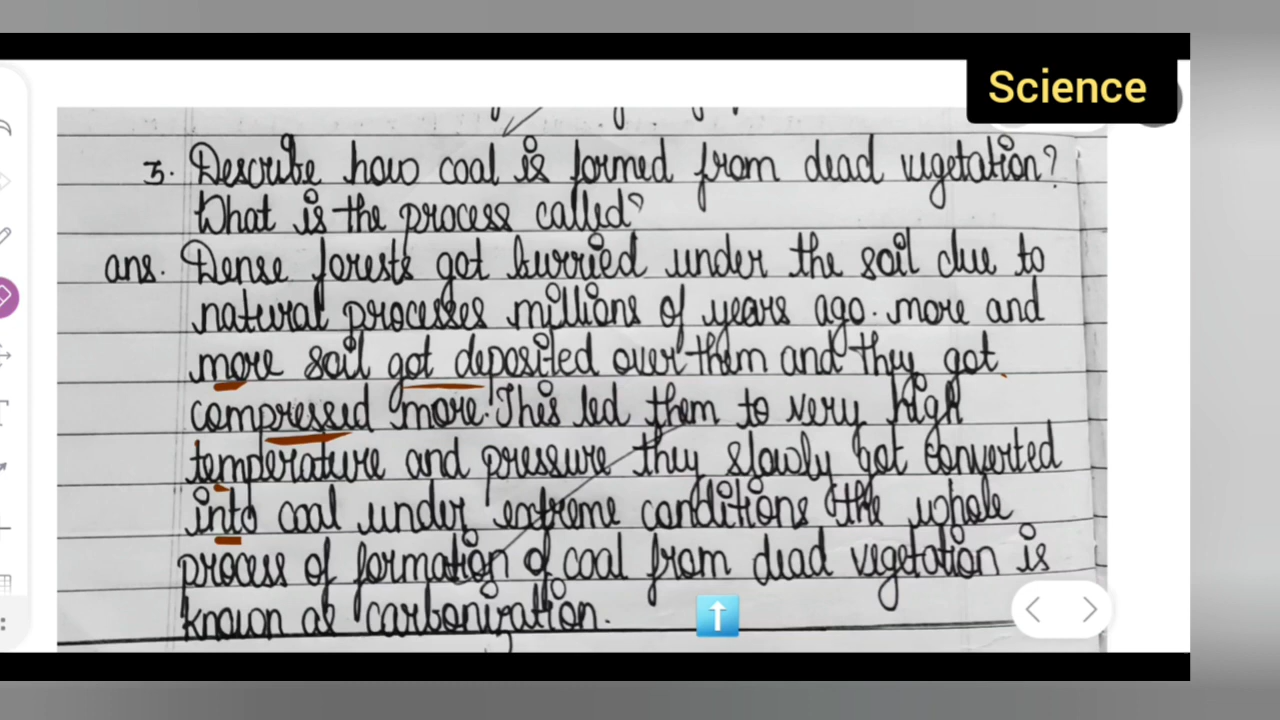 Science
3. Describe how coal is formed from dead vegetation?
What is the process called?
ans. Dense forests got burried under the soil due to
natural processes millions of years ago. more and
more soil got deposited over them and they got
compressed more. This led them to very high
temperature and pressure they slowly got converted
into coal under extreme conditions the whole
process of formation of coal from dead vegetation is
known as carbonization.